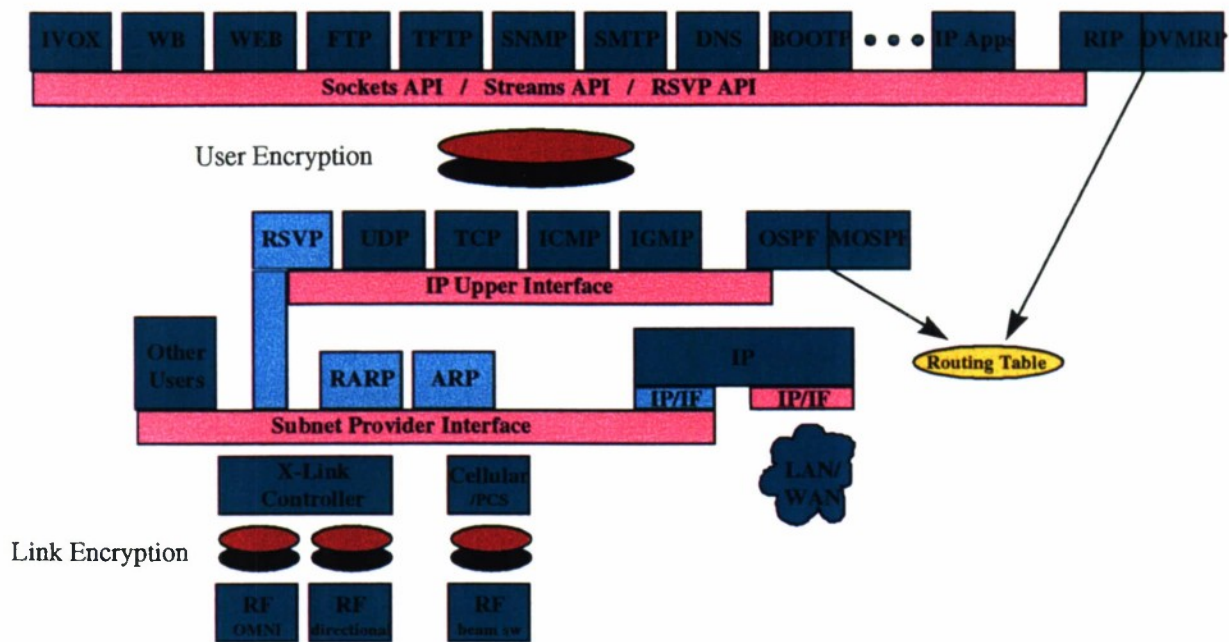 IVOX WB WEB FTP TFTP SNMP SMTP DNS BOOTP IP Apps RIP DVMRP
Sockets API / Streams API / RSVP API
User Encryption
RSVP UDP TCP ICMP IGMP OSPF MOSPF
IP Upper Interface
Other
Users
RARP ARP IP
Routing Table
IP/IF IP/IF
Subnet Provider Interface
X-Link
Controller
Cellular
/PCS
LAN/
WAN
Link Encryption
RF
OMNI
RF
directional
RF
beam sw